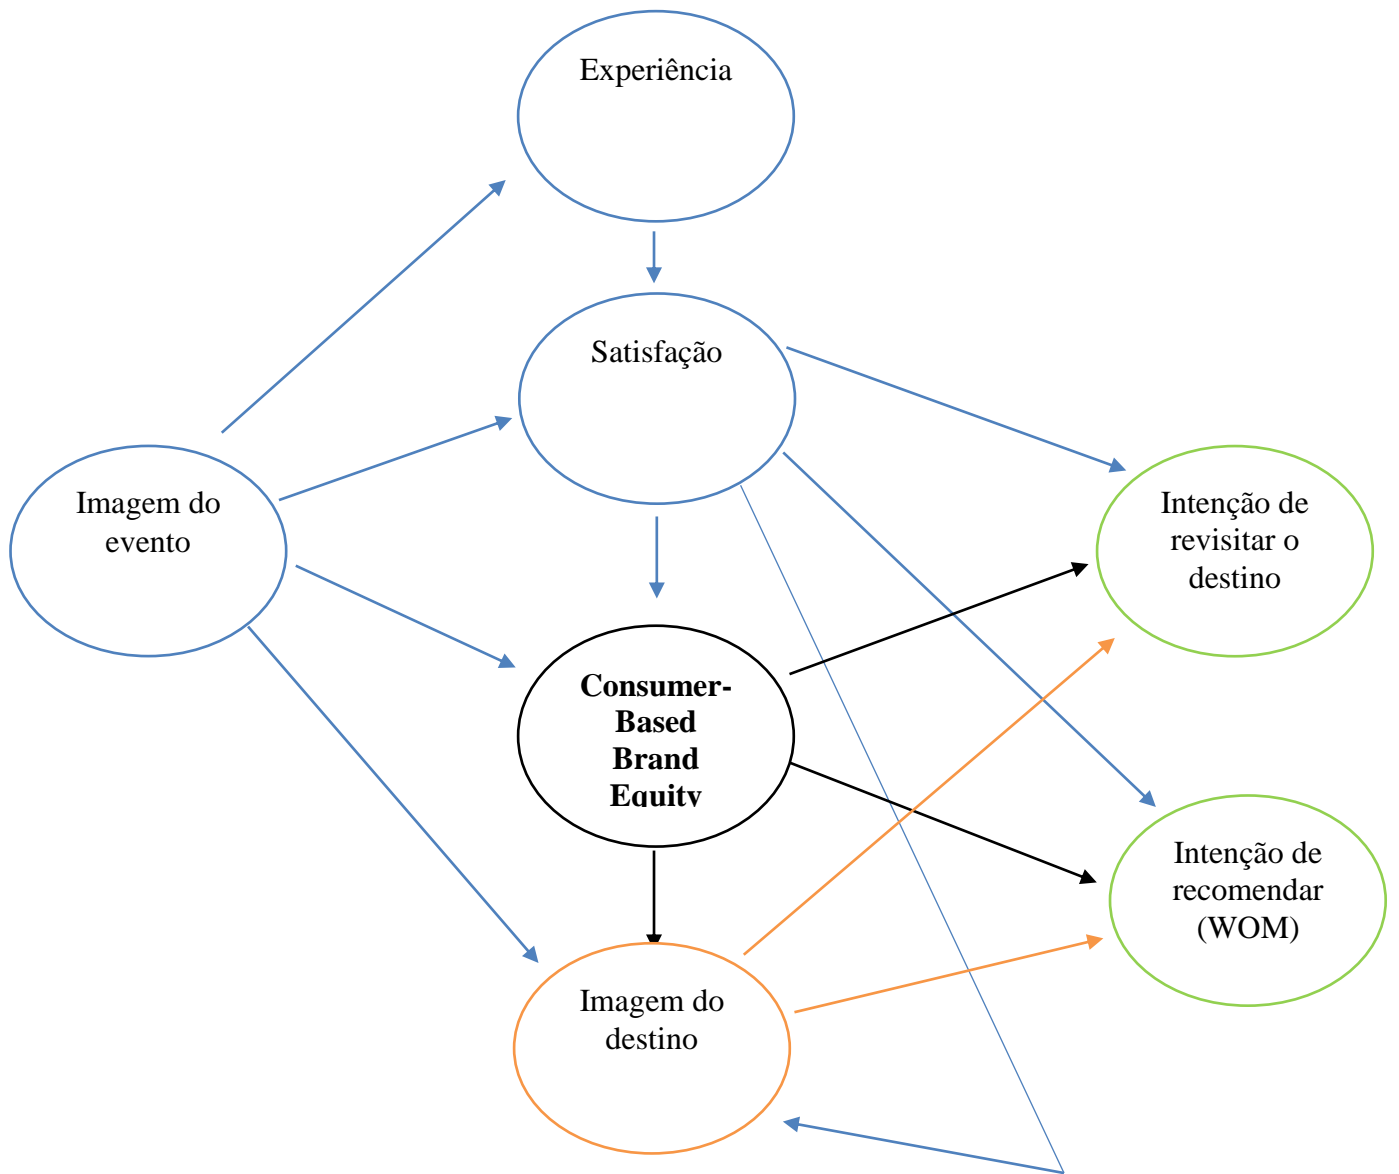 Experiência
Satisfação
Imagem do
evento
Intenção de
revisitar o
destino
Consumer-
Based
Brand
Equity
Intenção de
recomendar
(WOM)
Imagem do
destino